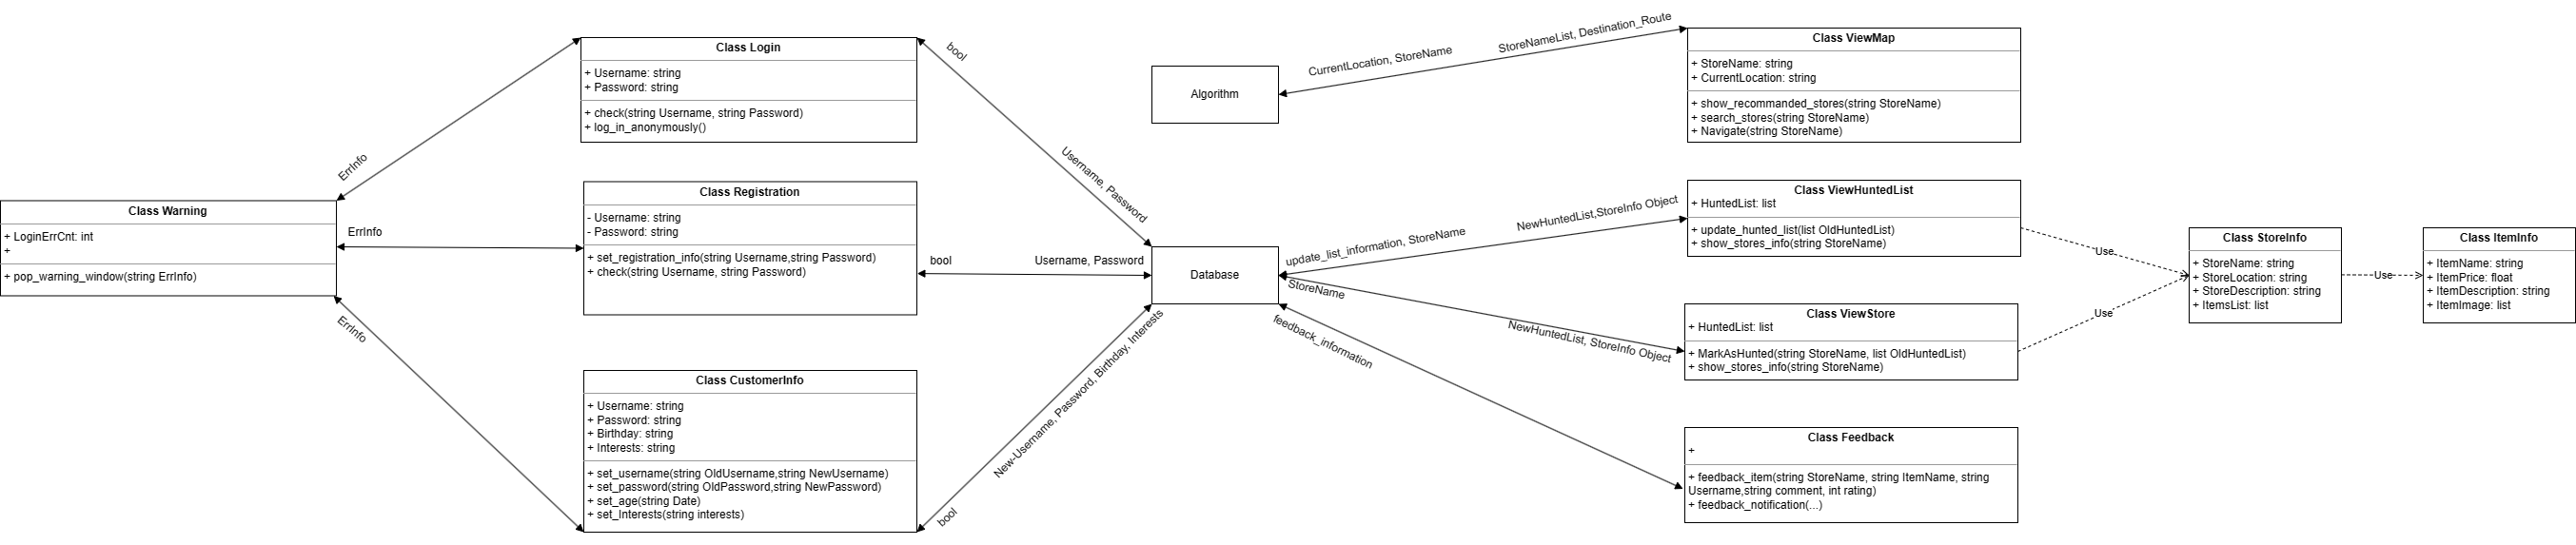 Class Warning
+ LoginErrCnt: int
+
+ pop_warning_window(string ErrInfo)
ErrInfo
ErrInfo
ErrInfo
Class Login
+ Username: string
+ Password: string
+ check(string Username, string Password)
+ log_in_anonymously()
Class Registration
- Username: string
- Password: string
+ set_registration_info(string Username,string Password)
+ check(string Username, string Password)
Class CustomerInfo
+ Username: string
+ Password: string
+ Birthday: string
+ Interests: string
+ set_username(string OldUsername,string NewUsername)
+ set_password(string OldPassword,string NewPassword)
+ set_age(string Date)
+ set_Interests(string interests)
bool
Username, Password
bool
Username, Password
bool
New-Username, Password, Birthday, Interests
Algorithm
Database
CurrentLocation, StoreName
StoreNameList, Destination_Route
update_list_information, StoreName
NewHuntedList,StoreInfo Object
StoreName
NewHuntedList, StoreInfo Object
feedback_information
Class ViewMap
+ StoreName: string
+ CurrentLocation: string
+ show_recommanded_stores(string StoreName)
+ search_stores(string StoreName)
+ Navigate(string StoreName)
Class ViewHuntedList
+ HuntedList: list
+ update_hunted_list(list OldHuntedList)
+ show_stores_info(string StoreName)
Class ViewStore
+ HuntedList: list
+ MarkAsHunted(string StoreName, list OldHuntedList)
+ show_stores_info(string StoreName)
Class Feedback
+
+ feedback_item(string StoreName, string ItemName, string
Username,string comment, int rating)
+ feedback_notification(...)
Use
Use
Class StoreInfo
+ StoreName: string
+ StoreLocation: string
+ StoreDescription: string
+ ItemsList: list
Use
Class ItemInfo
+ ItemName: string
+ ItemPrice: float
+ ItemDescription: string
+ ItemImage: list